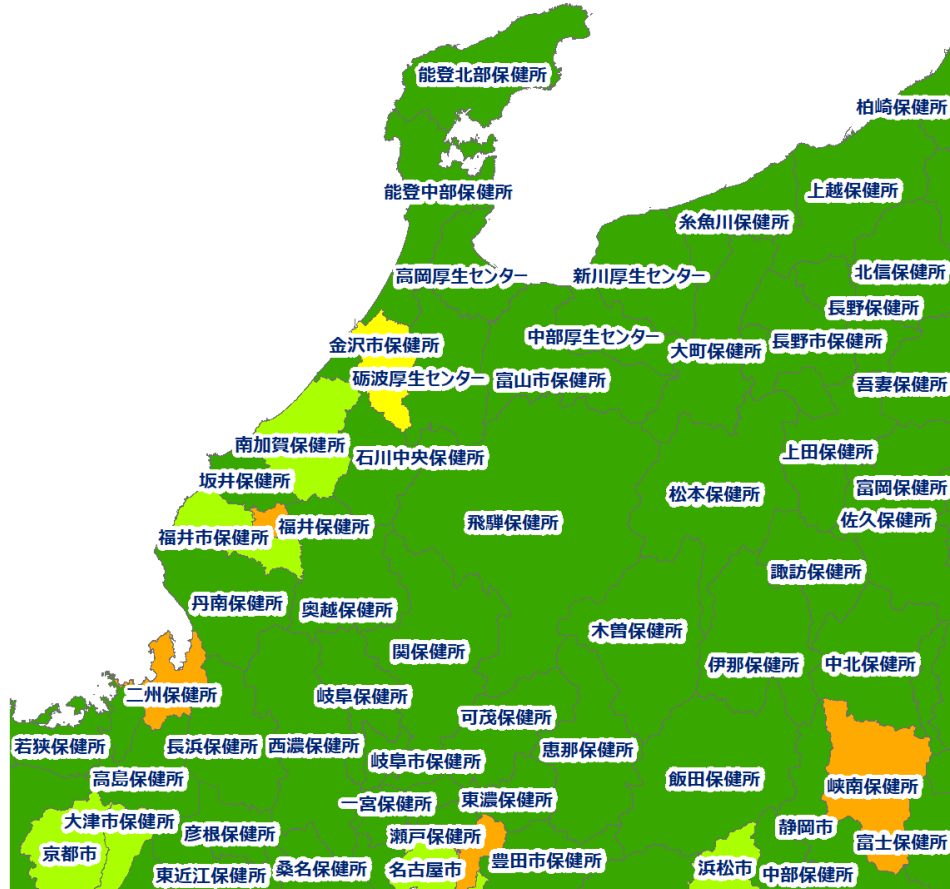 能登北部保健所
柏崎保健所
能登中部保健所
上越保健所
糸魚川保健所
高岡厚生センター
新川厚生センター
北信保健所
長野保健所
金沢市保健所
中部厚生センター
大町保健所
長野市保健所
砺波厚生センター
富山市保健所
吾妻保健所
南加賀保健所
石川中央保健所
上田保健所
坂井保健所
松本保健所
富岡保健所
福井市保健所
福井保健所
飛騨保健所
佐久保健所
諏訪保健所
丹南保健所
奥越保健所
木曽保健所
関保健所
伊那保健所
中北保健所
二州保健所
岐阜保健所
可茂保健所
若狭保健所
長浜保健所
西濃保健所
岐阜市保健所
恵那保健所
高島保健所
飯田保健所
峡南保健所
一宮保健所
東濃保健所
大津市保健所
彦根保健所
瀬戸保健所
静岡市
富士保健所
京都市
東近江保健所
桑名保健所
名古屋市
豊田市保健所
浜松市
中部保健所